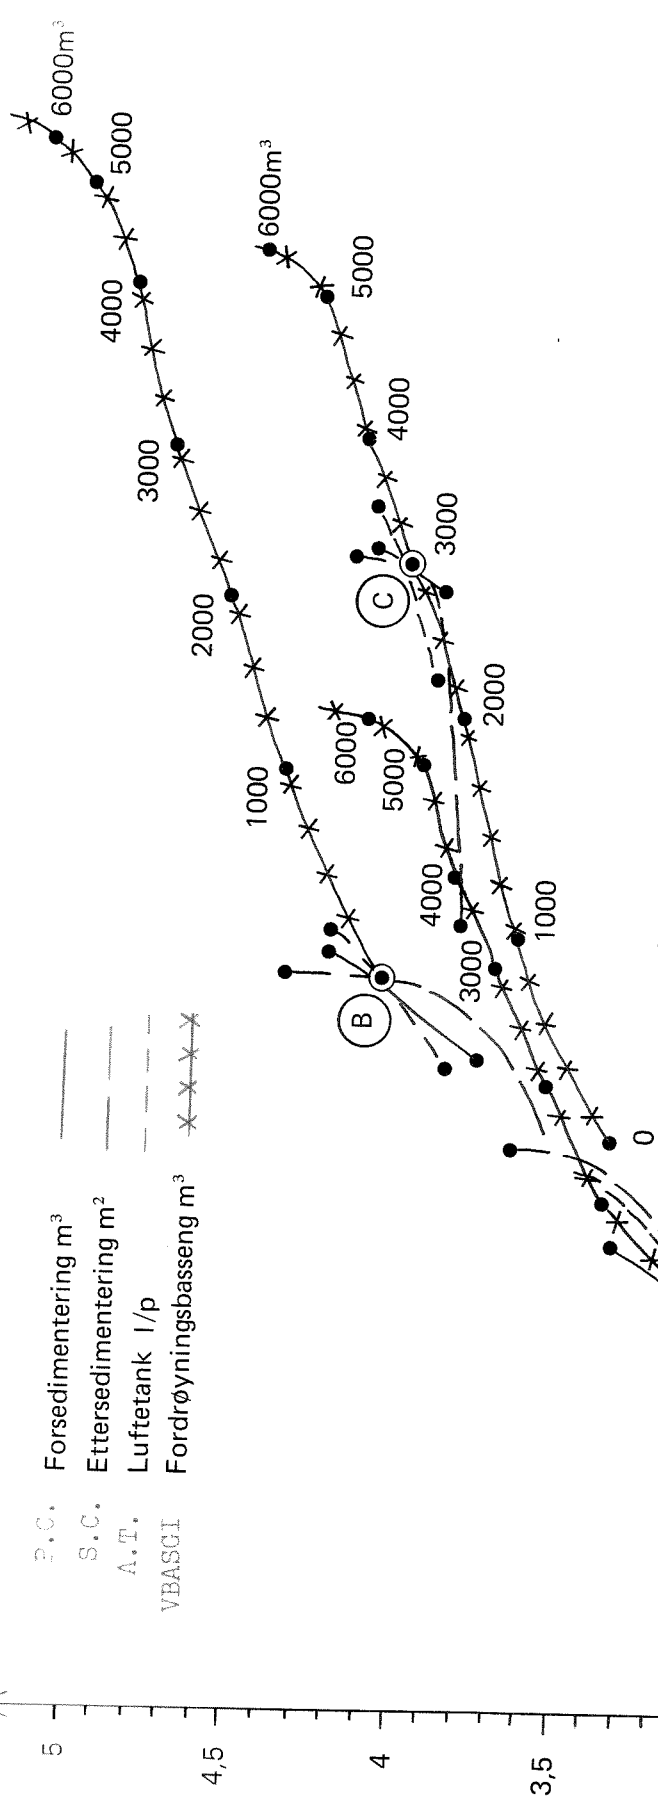 P.C. Forsedimentering m³
S.C. Ettersedimentering m²
A.T. Luftetank l/p
VBASCI Fordrøyningsbasseng m³
6000m³
5000
4000
3000
2000
1000
B
6000m³
5000
4000
3000
2000
1000
0
C
6000
5000
4000
3000
5
4,5
4
3,5